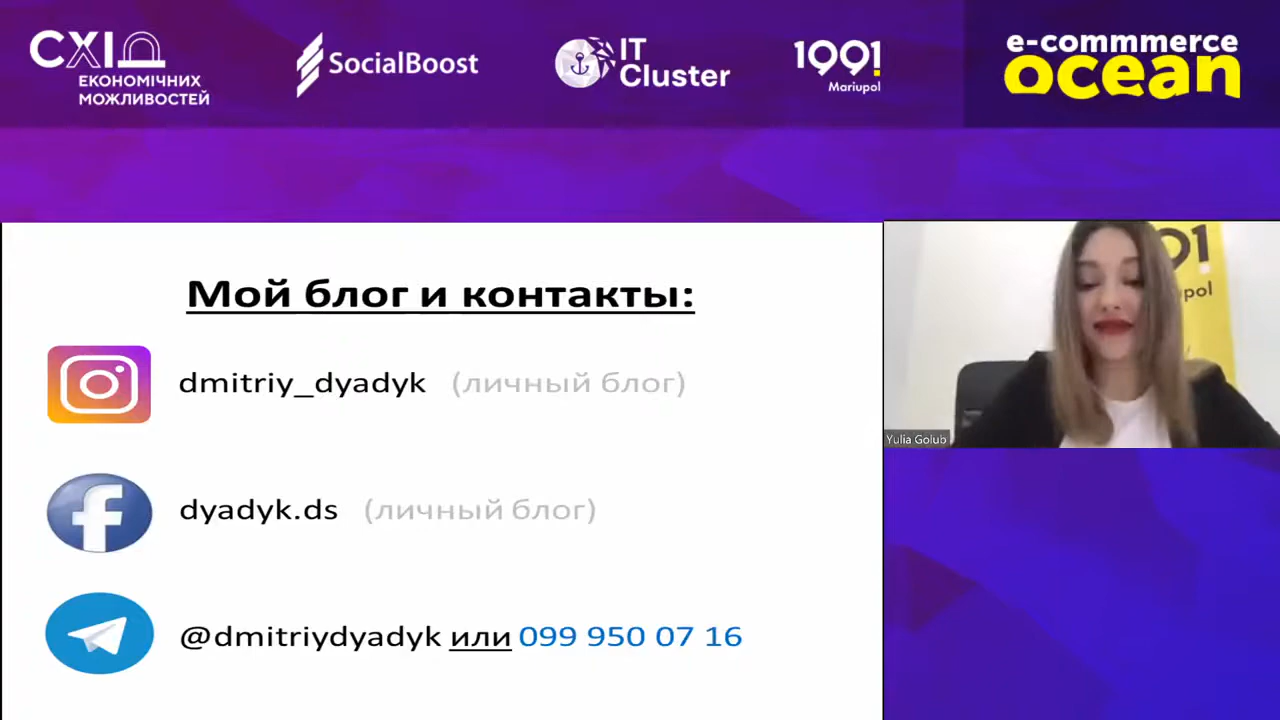 СХІД
ЕКОНОМІЧНИХ
МОЖЛИВОСТЕЙ
SocialBoost
IT
Cluster
1991
Mariupol
e-commmerce
ocean
Мой блог и контакты:
dmitriy_dyadyk (личный блог)
dyadyk.ds (личный блог)
@dmitriydyadyk или 099 950 07 16
Yulia Golub